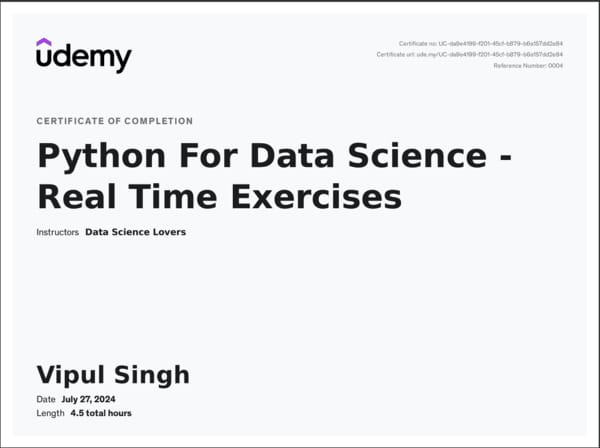 udemy
Certificate no: UC-da9e4199-f201-45cf-b879-b6a157dd2a84
Certificate url: ude.my/UC-da9e4199-f201-45cf-b879-b6a157dd2a84
Reference Number: 0004
CERTIFICATE OF COMPLETION
Python For Data Science -
Real Time Exercises
Instructors Data Science Lovers
Vipul Singh
Date July 27, 2024
Length 4.5 total hours